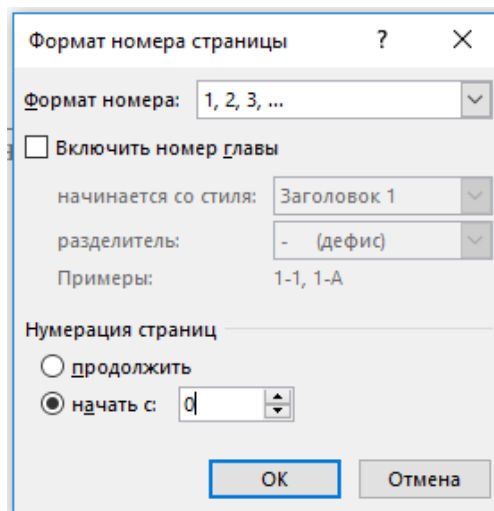 Формат номера страницы ? ×
Формат номера: 1, 2, 3, ...
Включить номер главы
начинается со стиля: Заголовок 1
разделитель: - (дефис)
Примеры: 1-1, 1-A
Нумерация страниц
продолжить
начать с: 0
ОК Отмена